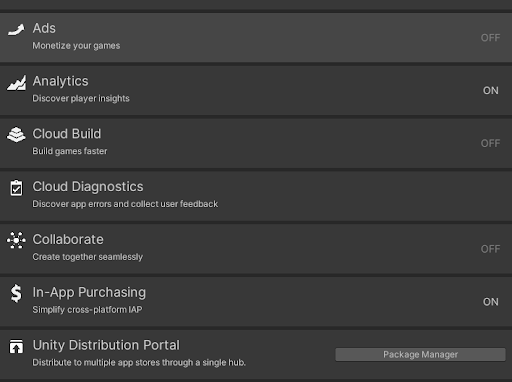 Ads
Monetize your games
OFF
Analytics
Discover player insights
ON
Cloud Build
Build games faster
OFF
Cloud Diagnostics
Discover app errors and collect user feedback
Collaborate
Create together seamlessly
OFF
In-App Purchasing
Simplify cross-platform IAP
ON
Unity Distribution Portal
Distribute to multiple app stores through a single hub.
Package Manager